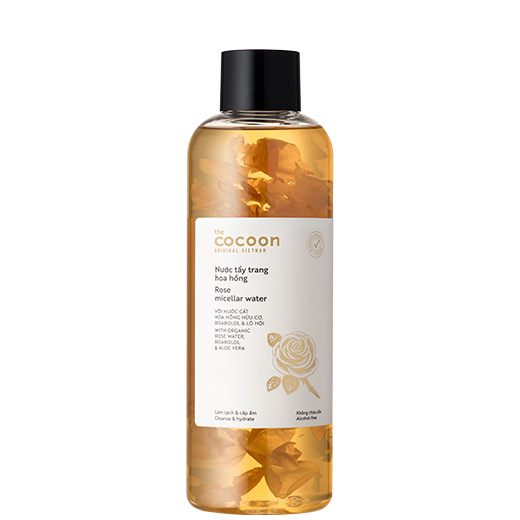 the
cocoon
ORIGINAL VIETNAM
Nước tẩy trang
hoa hồng
Rose
micellar water
VỚI NƯỚC CẤT
HOA HỒNG HỮU CƠ,
BISABOLOL & LÔ HỘI
WITH ORGANIC
ROSE WATER,
BISABOLOL
& ALOE VERA
Làm sạch & cấp ẩm
Cleanse & hydrate
Không chứa cồn
Alcohol-free